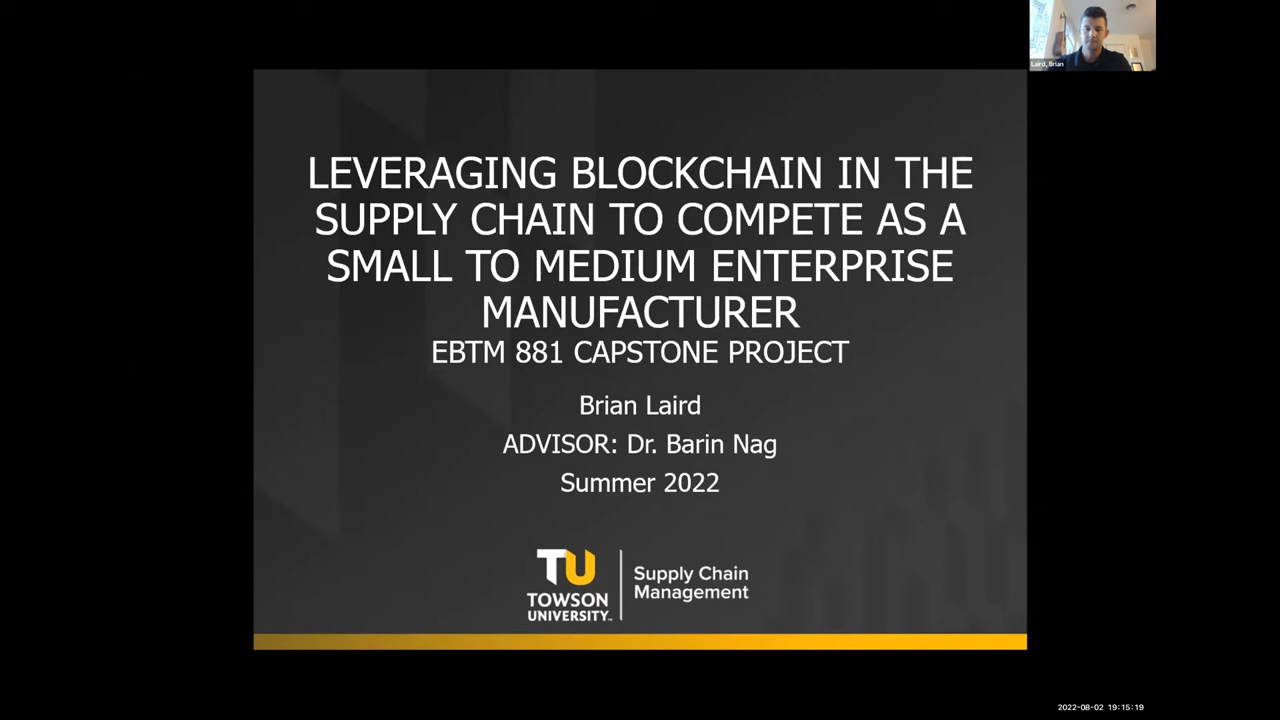 Laird, Brian
LEVERAGING BLOCKCHAIN IN THE
SUPPLY CHAIN TO COMPETE AS A
SMALL TO MEDIUM ENTERPRISE
MANUFACTURER
EBTM 881 CAPSTONE PROJECT
Brian Laird
ADVISOR: Dr. Barin Nag
Summer 2022
TU
TOWSON
UNIVERSITY™
Supply Chain
Management
2022-08-02 19:15:19